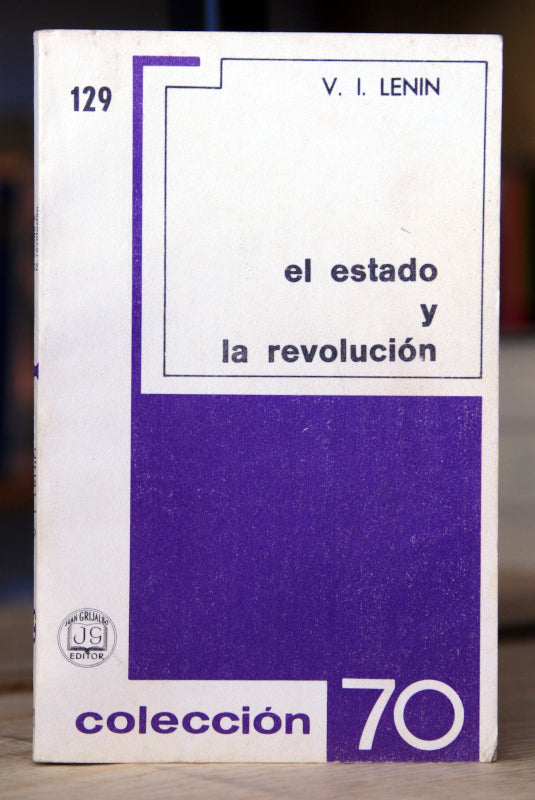 129
V. I. LENIN
el estado
y
la revolución
JUAN GRIJALBO
JG
EDITOR
colección 70